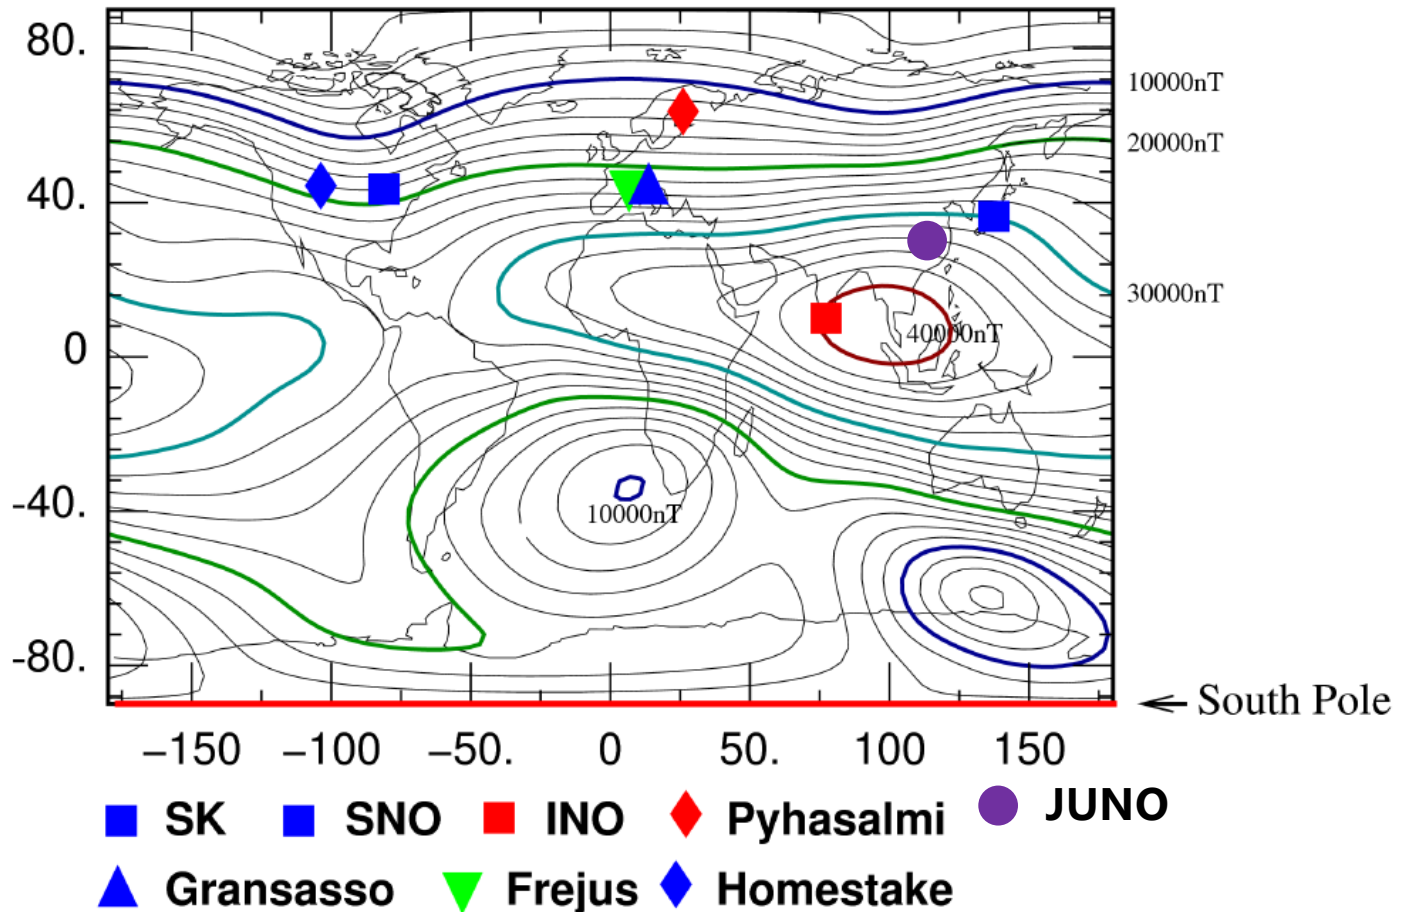 80.
10000nT
20000nT
40.
30000nT
0
40000nT
-40.
10000nT
-80.
South Pole
−150 −100 −50. 0 50. 100 150
SK SNO INO Pyhasalmi JUNO
Gransasso Frejus Homestake